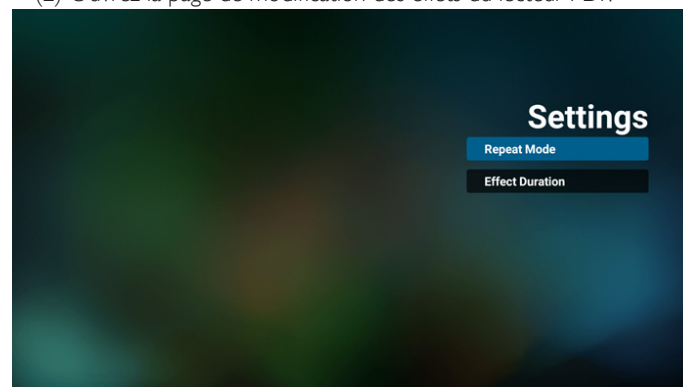 (2) Ouvrez la page de modification des effets du lecteur PDF.
Settings
Repeat Mode
Effect Duration